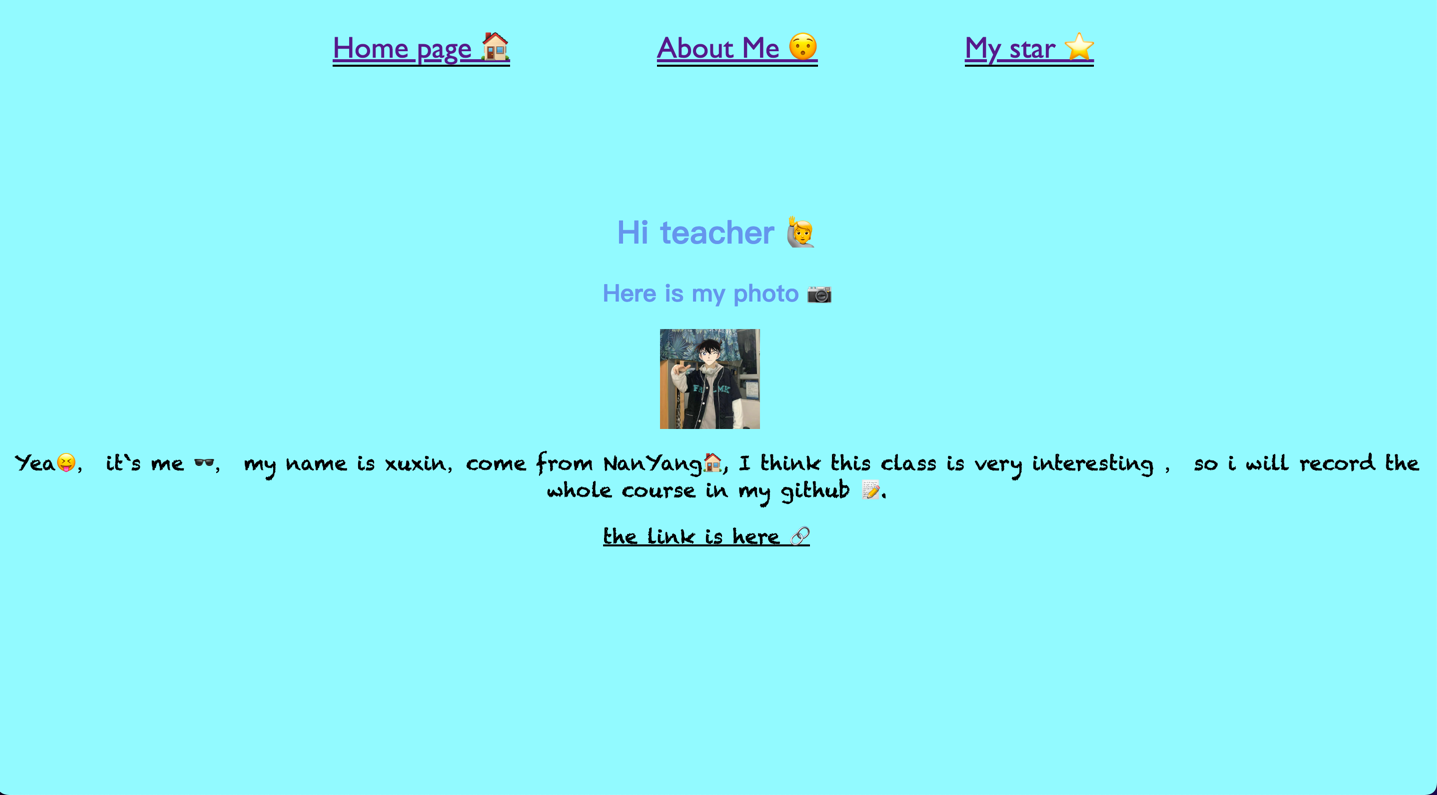 Home page 🏠 About Me 😯 My star ⭐
Hi teacher 🙋
Here is my photo 📷
Yea😝, it`s me 🕶️, my name is xuxin, come from NanYang🏠, I think this class is very interesting , so i will record the
whole course in my github 📝.
the link is here 🔗